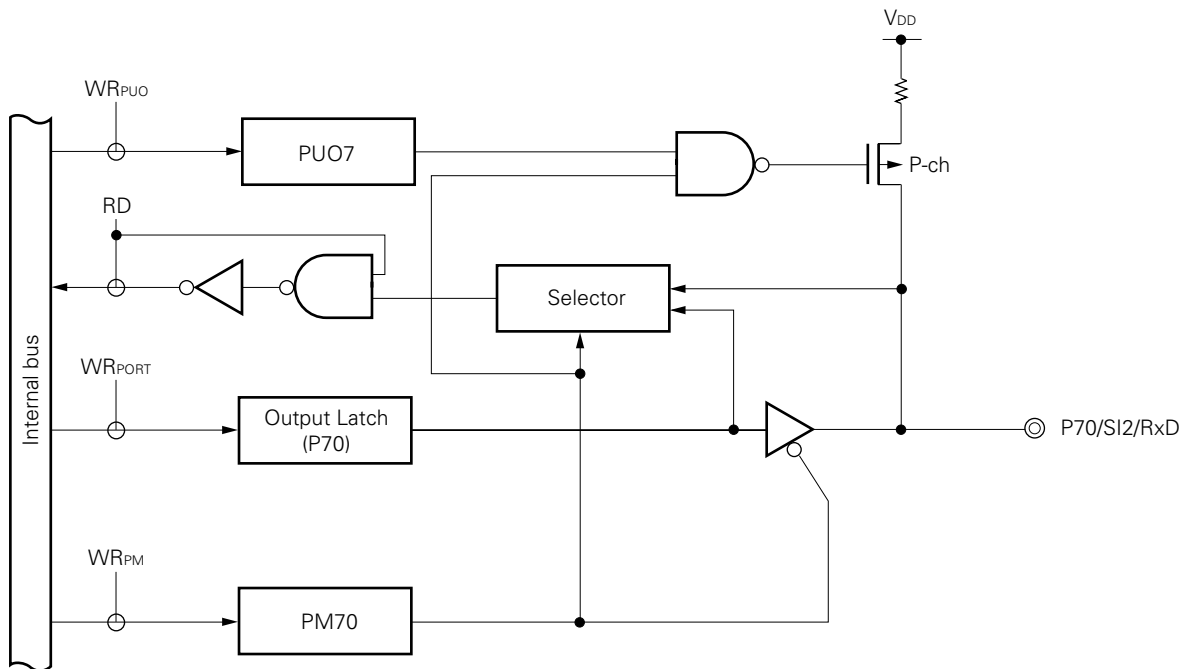 VDD
WRPUO
PUO7
P-ch
RD
Selector
Internal bus
WRPORT
Output Latch
(P70)
P70/SI2/RxD
WRPM
PM70